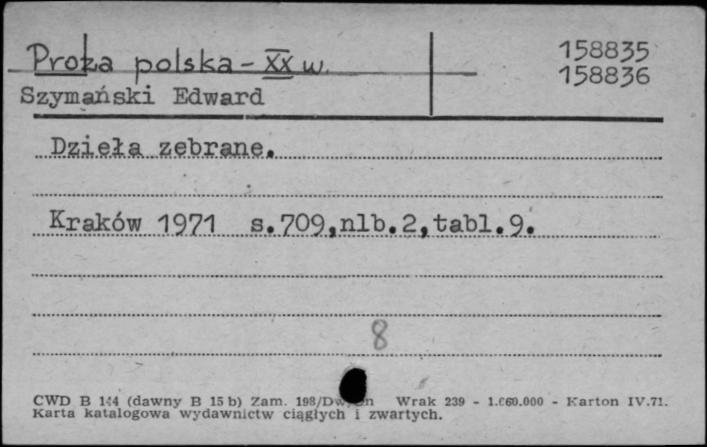 Proza polska - XX w.
158835
158836
Szymański Edward
Dzieła zebrane.
Kraków 1971 s.709,nlb.2,tabl.9.
8
CWD B 144 (dawny B 15 b) Zam. 198/ Wrak 239 - 1.660.000 - Karton IV.71.
Karta katalogowa wydawnictw ciągłych i zwartych.